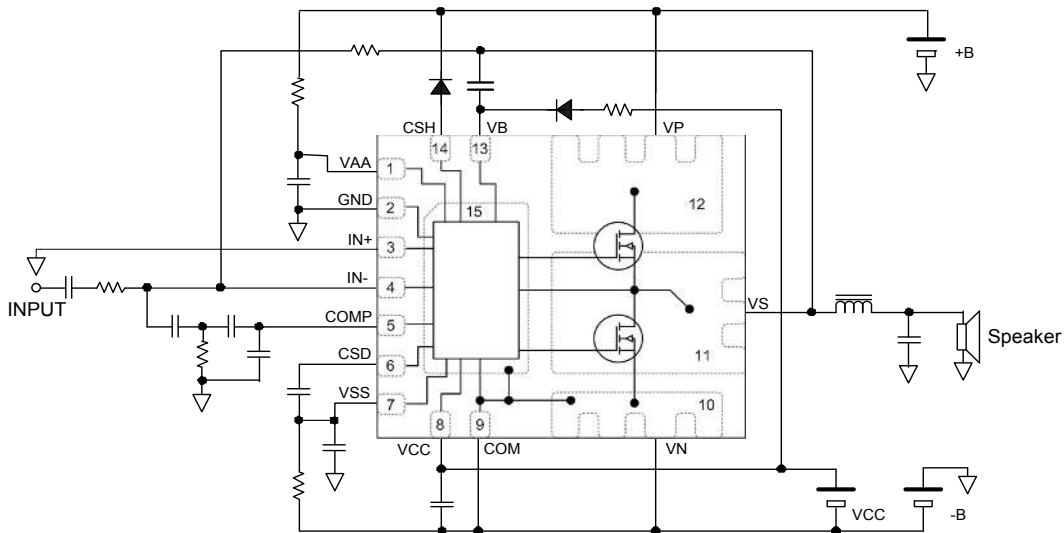 +B
CSH
VB
VP
14
13
VAA
1
12
GND
2
15
IN+
3
IN-
4
INPUT
VS
COMP
5
Speaker
CSD
6
11
VSS
7
10
8
9
VCC
COM
VN
VCC
-B